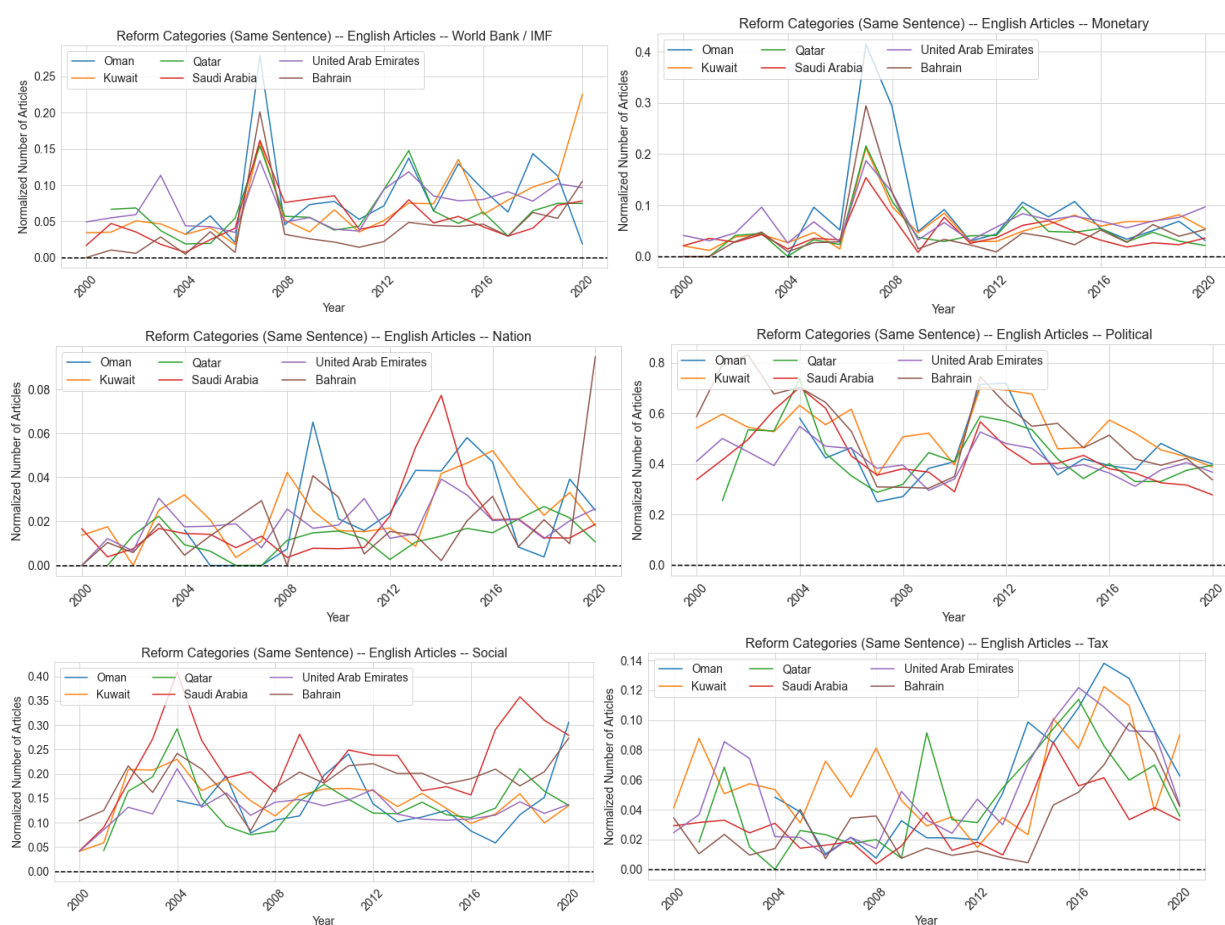 Reform Categories (Same Sentence) -- English Articles -- World Bank / IMF
Oman Qatar United Arab Emirates
Kuwait Saudi Arabia Bahrain
Normalized Number of Articles
0.25
0.20
0.15
0.10
0.05
0.00
2000 2004 2008 2012 2016 2020
Year
Reform Categories (Same Sentence) -- English Articles -- Monetary
Oman Qatar United Arab Emirates
Kuwait Saudi Arabia Bahrain
Normalized Number of Articles
0.4
0.3
0.2
0.1
0.0
2000 2004 2008 2012 2016 2020
Year
Reform Categories (Same Sentence) -- English Articles -- Nation
Oman Qatar United Arab Emirates
Kuwait Saudi Arabia Bahrain
Normalized Number of Articles
0.08
0.06
0.04
0.02
0.00
2000 2004 2008 2012 2016 2020
Year
Reform Categories (Same Sentence) -- English Articles -- Political
Oman Qatar United Arab Emirates
Kuwait Saudi Arabia Bahrain
Normalized Number of Articles
0.8
0.6
0.4
0.2
0.0
2000 2004 2008 2012 2016 2020
Year
Reform Categories (Same Sentence) -- English Articles -- Social
Oman Qatar United Arab Emirates
Kuwait Saudi Arabia Bahrain
Normalized Number of Articles
0.40
0.35
0.30
0.25
0.20
0.15
0.10
0.05
0.00
2000 2004 2008 2012 2016 2020
Year
Reform Categories (Same Sentence) -- English Articles -- Tax
Oman Qatar United Arab Emirates
Kuwait Saudi Arabia Bahrain
Normalized Number of Articles
0.14
0.12
0.10
0.08
0.06
0.04
0.02
0.00
2000 2004 2008 2012 2016 2020
Year